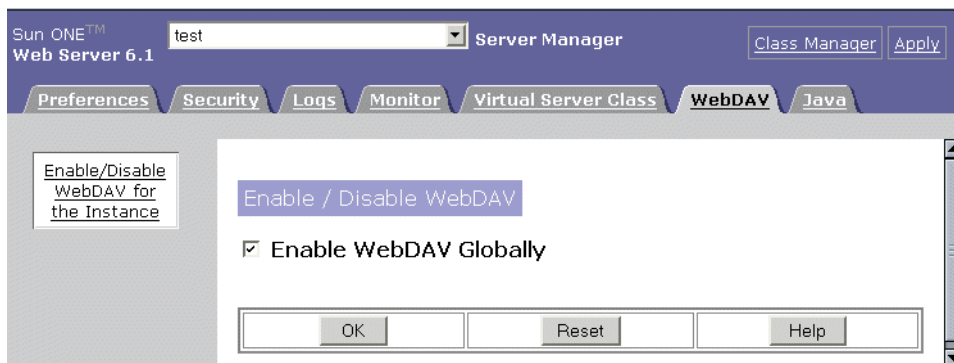 Sun ONE™
Web Server 6.1
test
Server Manager
Class Manager
Apply
Preferences
Security
Logs
Monitor
Virtual Server Class
WebDAV
Java
Enable/Disable
WebDAV for
the Instance
Enable / Disable WebDAV
Enable WebDAV Globally
OK
Reset
Help